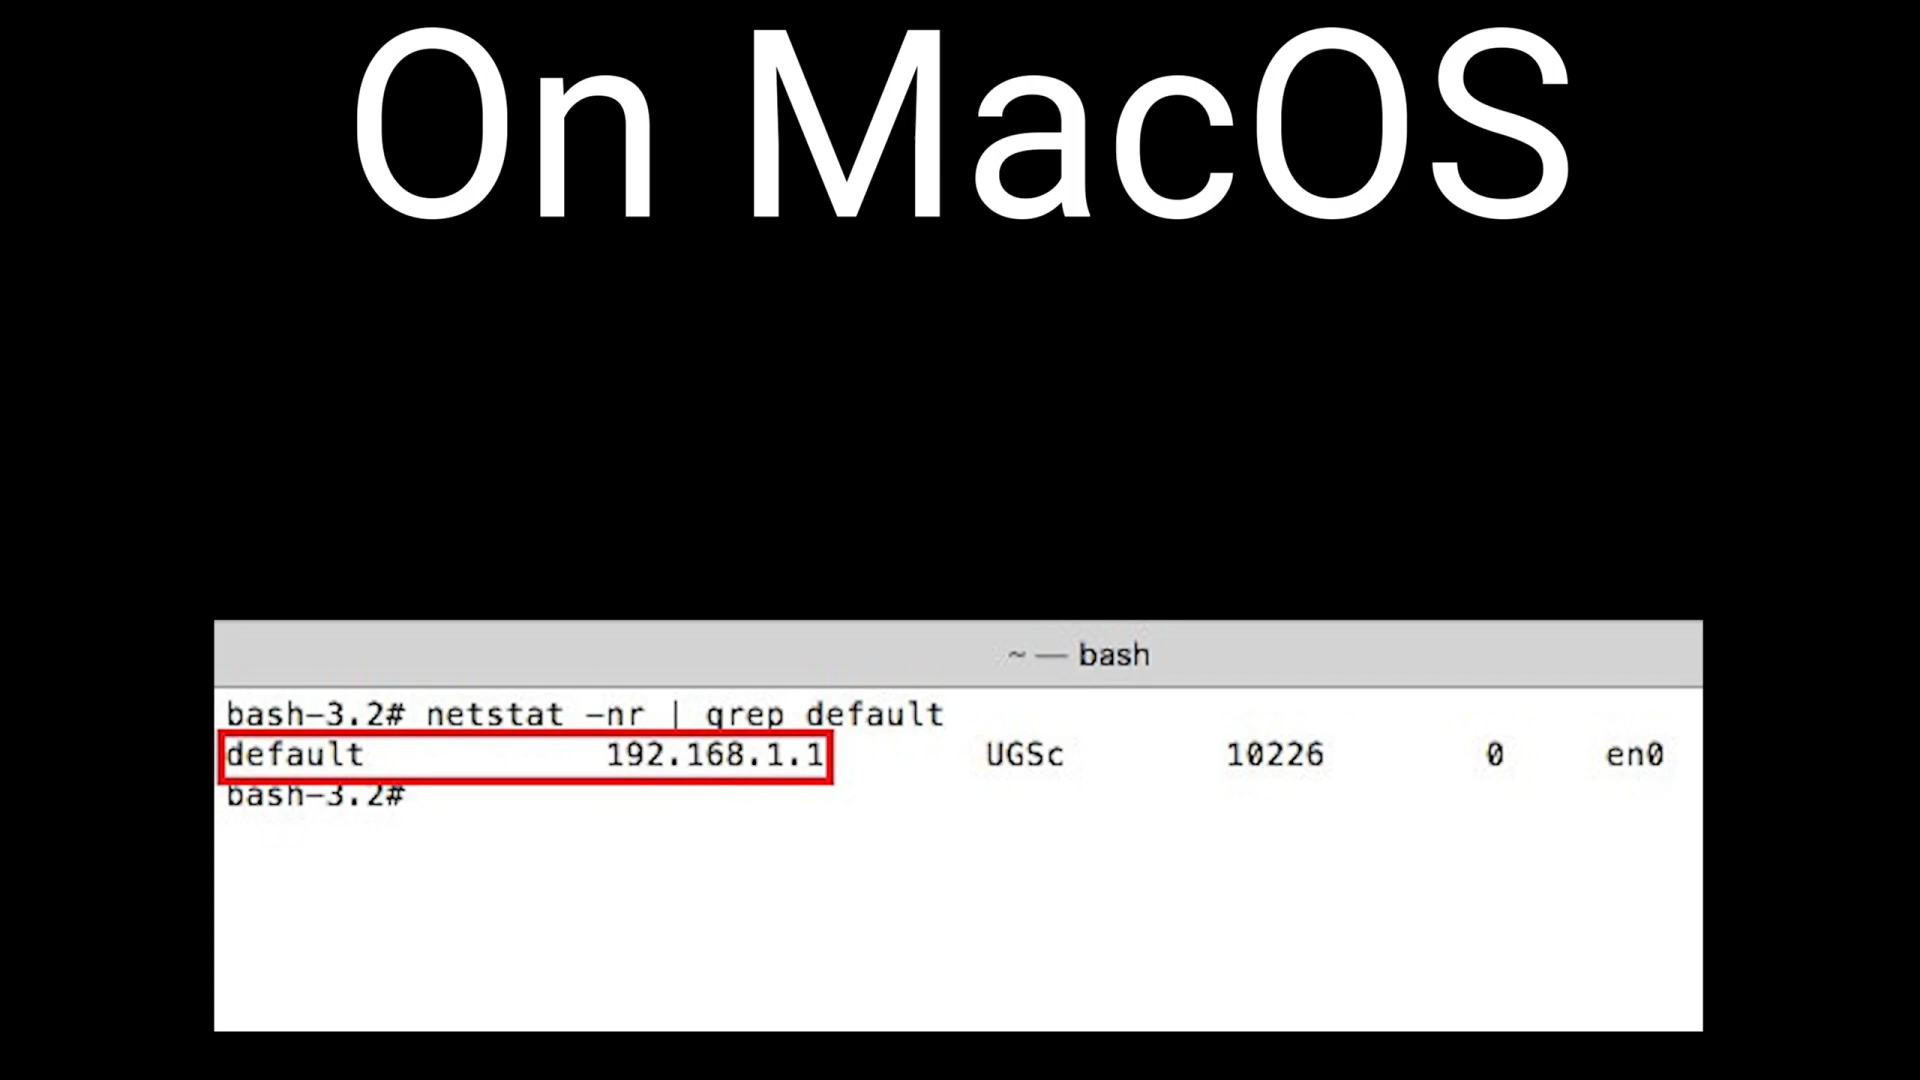 On MacOS
~ — bash
bash-3.2# netstat -nr | grep default
default 192.168.1.1 UGSc 10226 0 en0
bash-3.2#